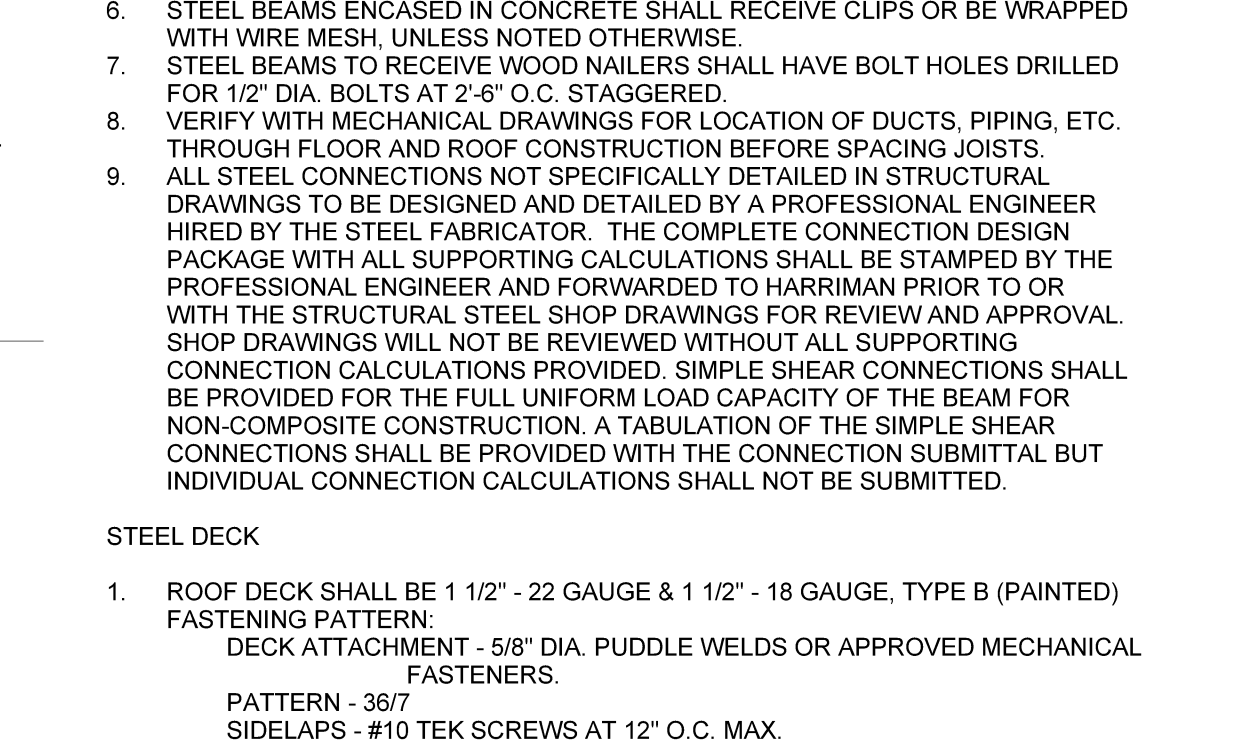 6. STEEL BEAMS ENCASED IN CONCRETE SHALL RECEIVE CLIPS OR BE WRAPPED
WITH WIRE MESH, UNLESS NOTED OTHERWISE.
7. STEEL BEAMS TO RECEIVE WOOD NAILERS SHALL HAVE BOLT HOLES DRILLED
FOR 1/2" DIA. BOLTS AT 2'-6" O.C. STAGGERED.
8. VERIFY WITH MECHANICAL DRAWINGS FOR LOCATION OF DUCTS, PIPING, ETC.
THROUGH FLOOR AND ROOF CONSTRUCTION BEFORE SPACING JOISTS.
9. ALL STEEL CONNECTIONS NOT SPECIFICALLY DETAILED IN STRUCTURAL
DRAWINGS TO BE DESIGNED AND DETAILED BY A PROFESSIONAL ENGINEER
HIRED BY THE STEEL FABRICATOR.  THE COMPLETE CONNECTION DESIGN
PACKAGE WITH ALL SUPPORTING CALCULATIONS SHALL BE STAMPED BY THE
PROFESSIONAL ENGINEER AND FORWARDED TO HARRIMAN PRIOR TO OR
WITH THE STRUCTURAL STEEL SHOP DRAWINGS FOR REVIEW AND APPROVAL.
SHOP DRAWINGS WILL NOT BE REVIEWED WITHOUT ALL SUPPORTING
CONNECTION CALCULATIONS PROVIDED. SIMPLE SHEAR CONNECTIONS SHALL
BE PROVIDED FOR THE FULL UNIFORM LOAD CAPACITY OF THE BEAM FOR
NON-COMPOSITE CONSTRUCTION. A TABULATION OF THE SIMPLE SHEAR
CONNECTIONS SHALL BE PROVIDED WITH THE CONNECTION SUBMITTAL BUT
INDIVIDUAL CONNECTION CALCULATIONS SHALL NOT BE SUBMITTED.
STEEL DECK
1. ROOF DECK SHALL BE 1 1/2" - 22 GAUGE & 1 1/2" - 18 GAUGE, TYPE B (PAINTED)
FASTENING PATTERN:
DECK ATTACHMENT - 5/8" DIA. PUDDLE WELDS OR APPROVED MECHANICAL
FASTENERS.
PATTERN - 36/7
SIDELAPS - #10 TEK SCREWS AT 12" O.C. MAX.